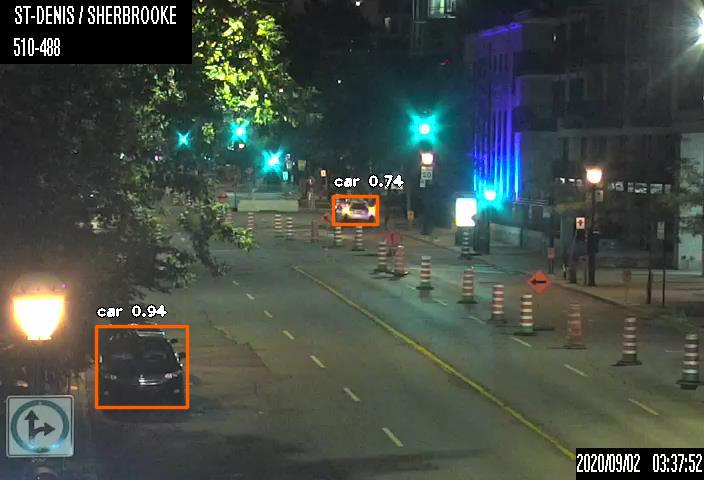 ST-DENIS / SHERBROOKE
510-488
car 0.74
car 0.94
2020/09/02 03:37:52